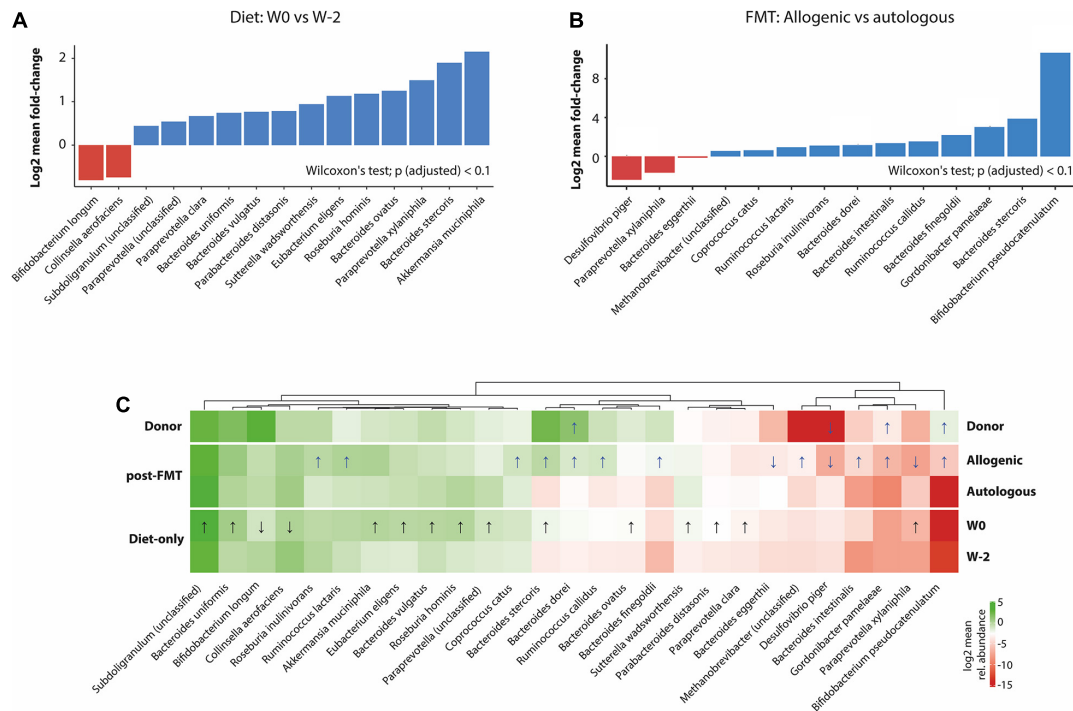 A
Diet: W0 vs W-2
Log2 mean fold-change
2
1
0
Wilcoxon's test; p (adjusted) < 0.1
Bifidobacterium longum
Collinsella aerofaciens
Subdoligranulum (unclassified)
Paraprevotella (unclassified)
Paraprevotella clara
Bacteroides uniformis
Bacteroides vulgatus
Parabacteroides distasonis
Sutterella wadsworthensis
Eubacterium eligens
Roseburia hominis
Bacteroides ovatus
Paraprevotella xylaniphila
Bacteroides stercoris
Akkermansia muciniphila
B
FMT: Allogenic vs autologous
Log2 mean fold-change
8
4
0
Wilcoxon's test; p (adjusted) < 0.1
Desulfovibrio piger
Paraprevotella xylaniphila
Bacteroides eggerthii
Methanobrevibacter (unclassified)
Coprococcus catus
Ruminococcus lactaris
Roseburia inulinivorans
Bacteroides dorei
Bacteroides intestinalis
Ruminococcus callidus
Bacteroides finegoldii
Gordonibacter pamelaeae
Bacteroides stercoris
Bifidobacterium pseudocatenulatum
C
Donor
Donor
post-FMT
Allogenic
Autologous
Diet-only
W0
W-2
Subdoligranulum (unclassified)
Bacteroides uniformis
Bifidobacterium longum
Collinsella aerofaciens
Roseburia inulinivorans
Ruminococcus lactaris
Akkermansia muciniphila
Eubacterium eligens
Bacteroides vulgatus
Roseburia hominis
Paraprevotella (unclassified)
Coprococcus catus
Bacteroides stercoris
Bacteroides dorei
Ruminococcus callidus
Bacteroides ovatus
Bacteroides finegoldii
Sutterella wadsworthensis
Parabacteroides distasonis
Paraprevotella clara
Bacteroides eggerthii
Methanobrevibacter (unclassified)
Desulfovibrio piger
Bacteroides intestinalis
Gordonibacter pamelaeae
Paraprevotella xylaniphila
Bifidobacterium pseudocatenulatum
log2 mean
rel. abundance
5
0
-5
-10
-15